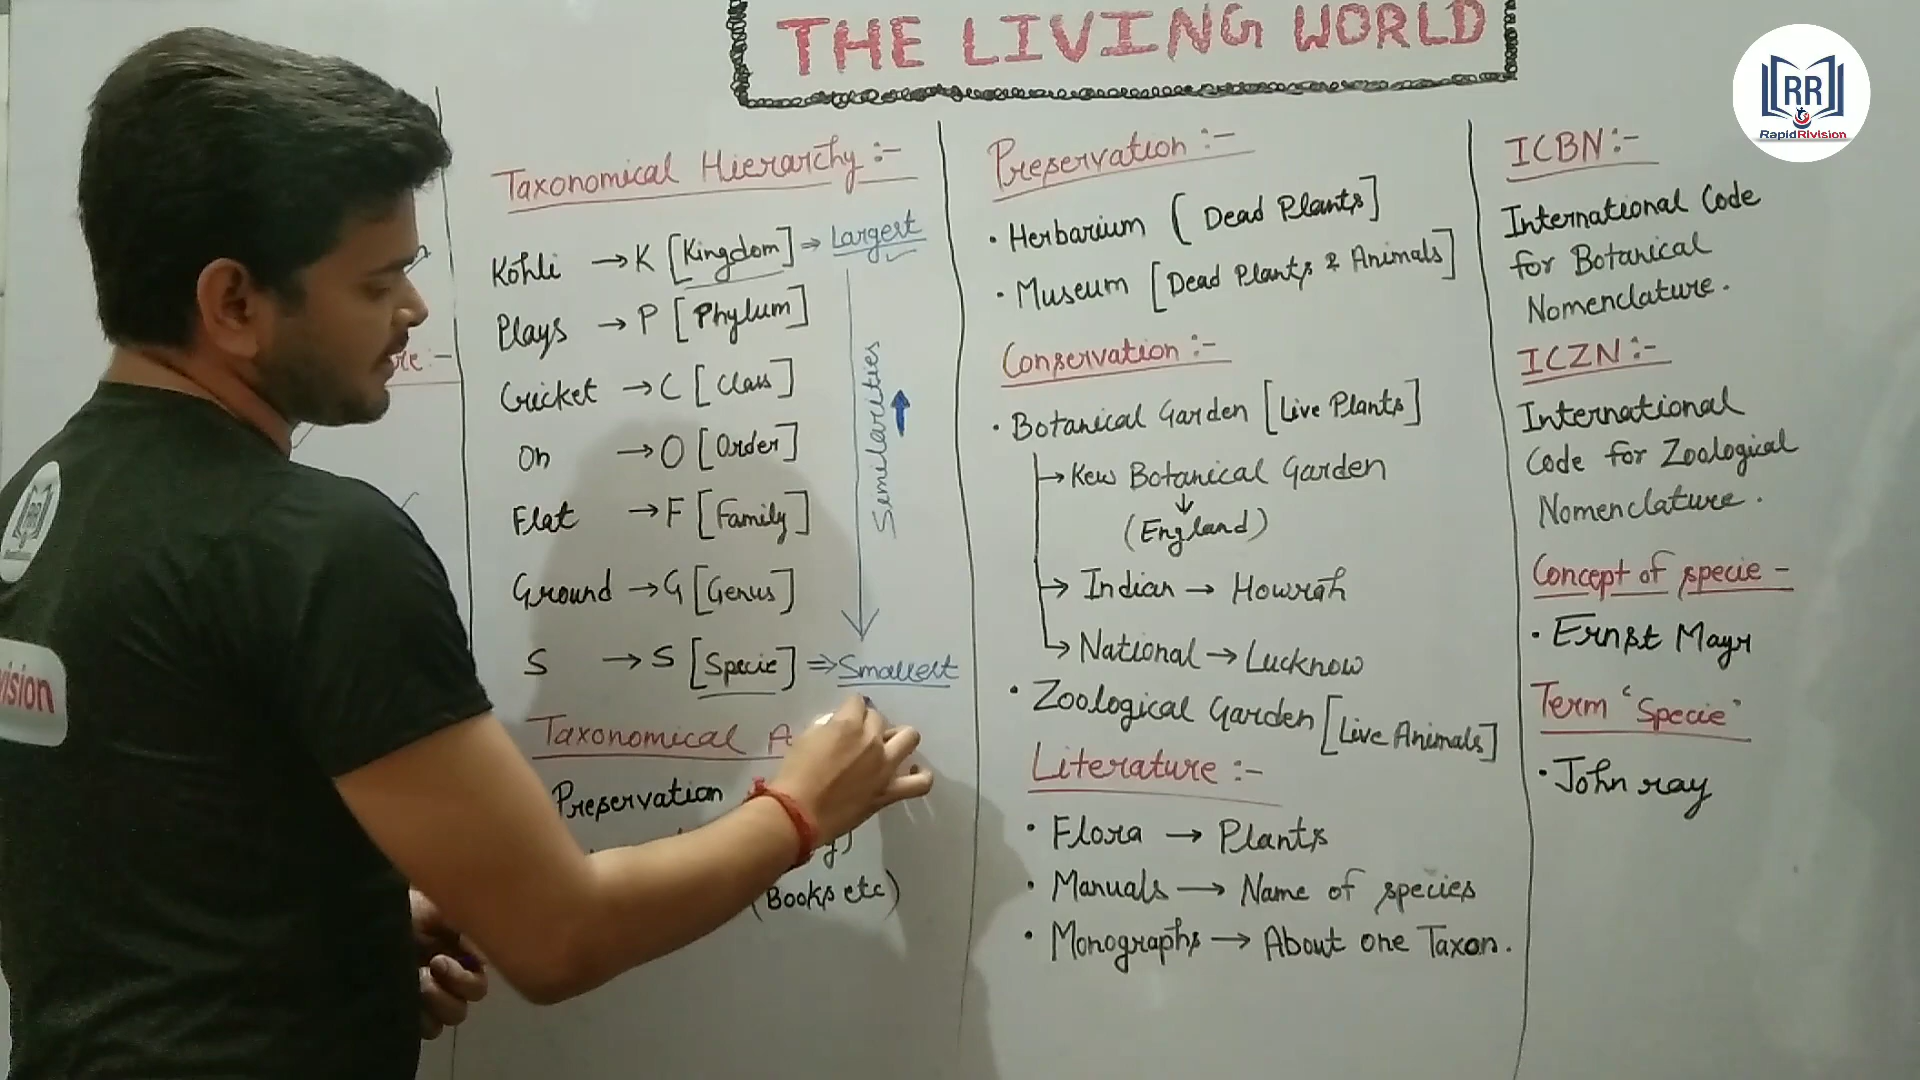 THE LIVING WORLD
RR
RapidRivision
Taxonomical Hierarchy :-
Kohli → K [Kingdom] ⇒ Largest
Plays → P [Phylum]
Cricket → C [Class]
On → O [Order]
Flat → F [Family]
Ground → G [Genus]
S → S [Specie] ⇒ Smallest
Semilarities
Taxonomical
Preservation
(Books etc)
Preservation :-
• Herbarium [Dead Plants]
• Museum [Dead Plants & Animals]
Conservation :-
• Botanical Garden [Live Plants]
→ Kew Botanical Garden
↓
(England)
→ Indian → Howrah
→ National → Lucknow
• Zoological Garden [Live Animals]
Literature :-
• Flora → Plants
• Manuals → Name of species
• Monographs → About one Taxon.
ICBN :-
International Code
for Botanical
Nomenclature.
ICZN :-
International
Code for Zoological
Nomenclature.
Concept of specie -
• Ernst Mayr
Term "Specie"
• John ray
RR
vision